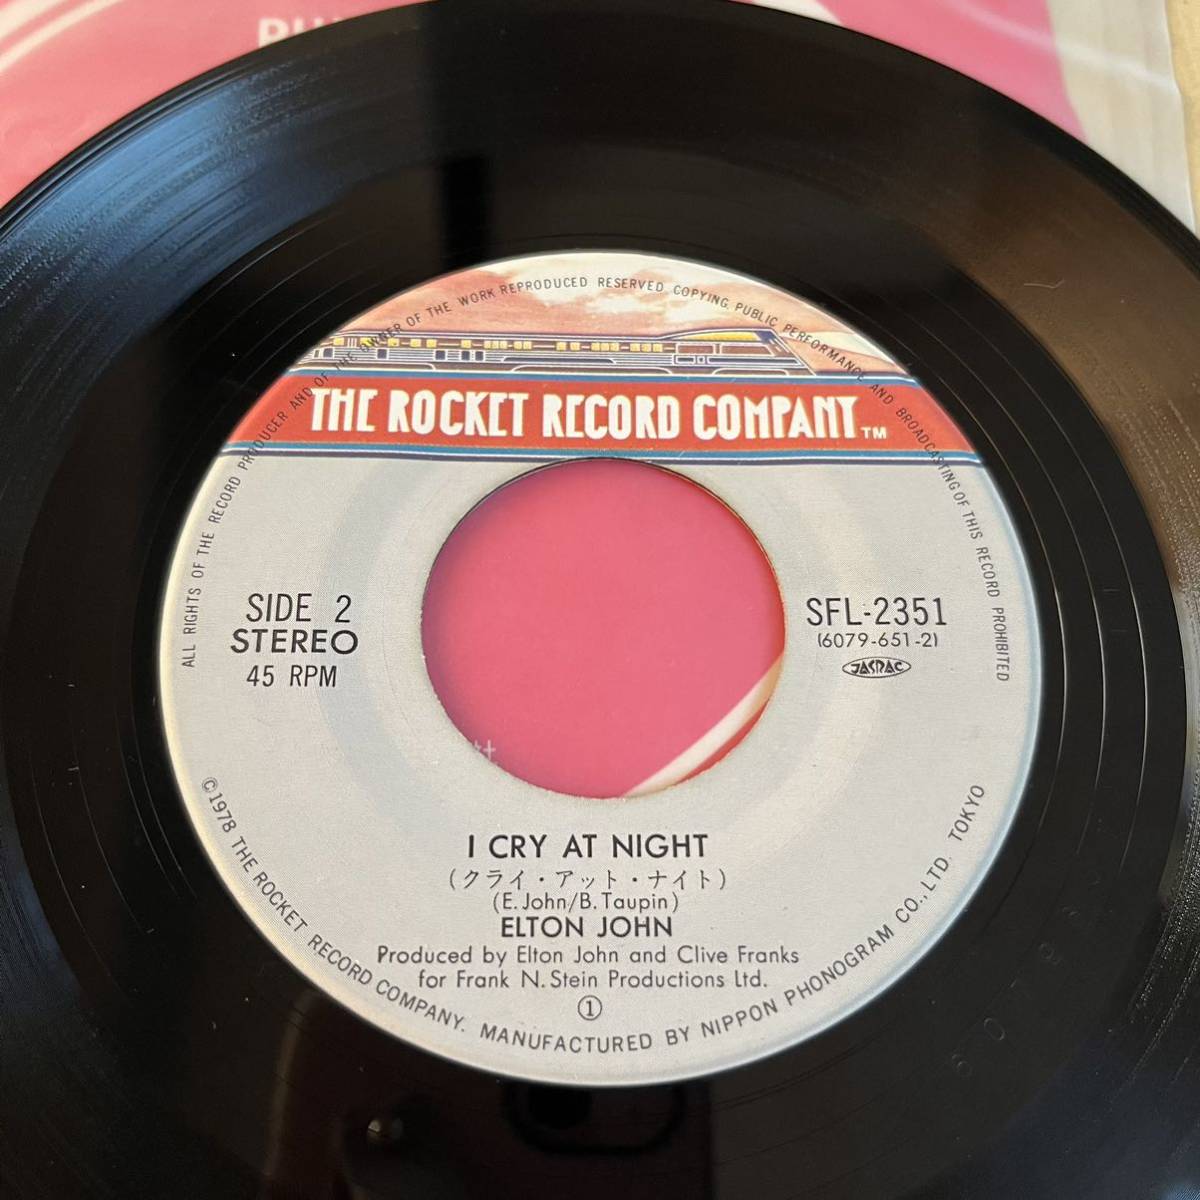 ALL RIGHTS OF THE RECORD PRODUCER AND OF THE OWNER OF THE WORK REPRODUCED RESERVED COPYING, PUBLIC PERFORMANCE AND BROADCASTING OF THIS RECORD PROHIBITED
THE ROCKET RECORD COMPANY TM
SIDE 2
STEREO
45 RPM
SFL-2351
(6079-651-2)
JASRAC
I CRY AT NIGHT
(クライ・アット・ナイト)
(E. John/B. Taupin)
ELTON JOHN
Produced by Elton John and Clive Franks
for Frank N. Stein Productions Ltd.
①
©1978 THE ROCKET RECORD COMPANY. MANUFACTURED BY NIPPON PHONOGRAM CO., LTD. TOKYO